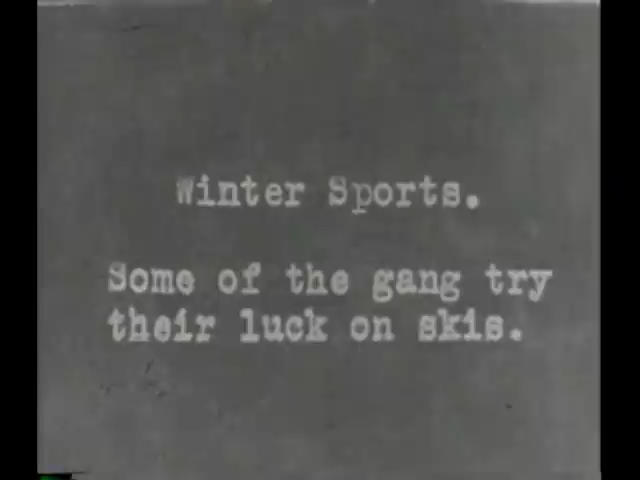 Winter Sports.
Some of the gang try
their luck on skis.